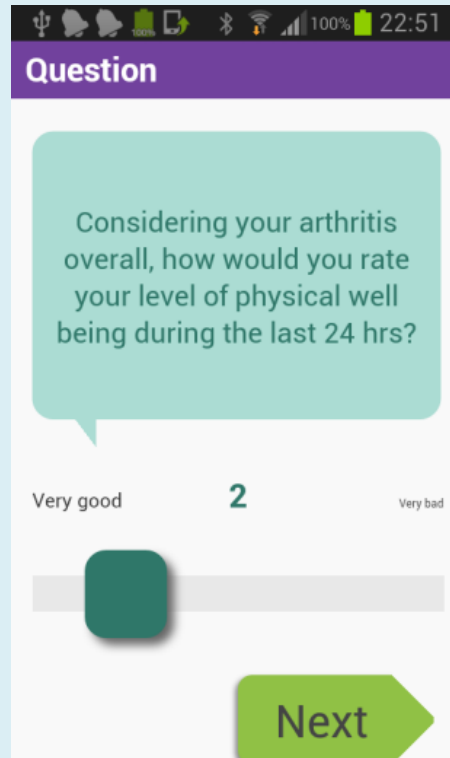 100% 100% 22:51
Question
Considering your arthritis
overall, how would you rate
your level of physical well
being during the last 24 hrs?
Very good 2 Very bad
Next